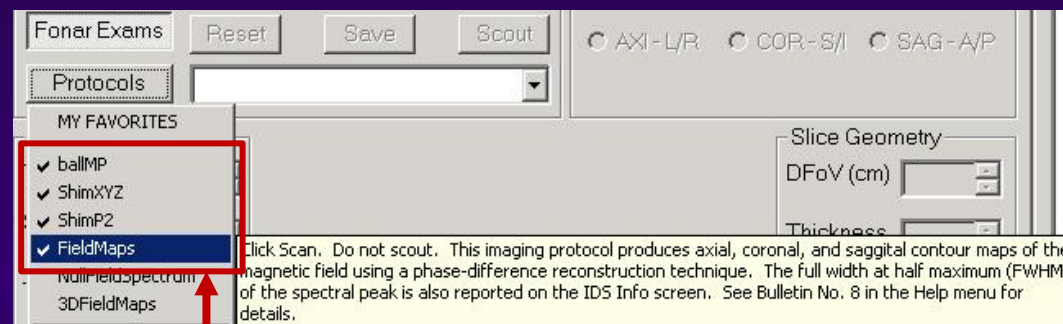 Fonar Exams
Reset
Save
Scout
AXI - L/R
COR - S/I
SAG - A/P
Protocols
MY FAVORITES
ballMP
ShimXYZ
ShimP2
FieldMaps
NullFieldSpectrum
3DFieldMaps
Slice Geometry
DFoV (cm)
Thickness
Click Scan. Do not scout. This imaging protocol produces axial, coronal, and saggital contour maps of the
magnetic field using a phase-difference reconstruction technique. The full width at half maximum (FWHM
of the spectral peak is also reported on the IDS Info screen. See Bulletin No. 8 in the Help menu for
details.